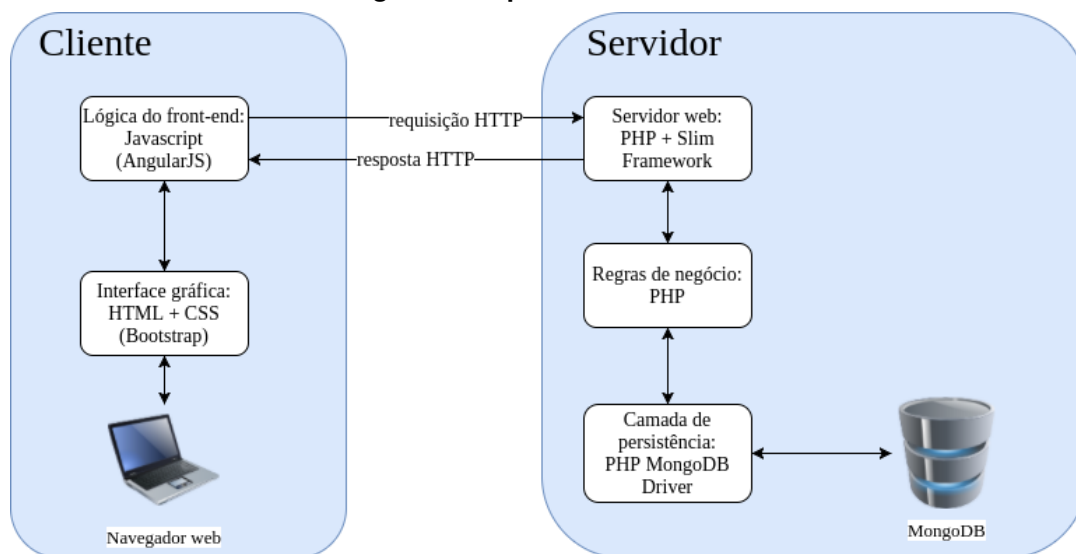 Cliente
Servidor
Lógica do front-end:
Javascript
(AngularJS)
requisição HTTP
resposta HTTP
Servidor web:
PHP + Slim
Framework
Interface gráfica:
HTML + CSS
(Bootstrap)
Regras de negócio:
PHP
Camada de
persistência:
PHP MongoDB
Driver
Navegador web
MongoDB